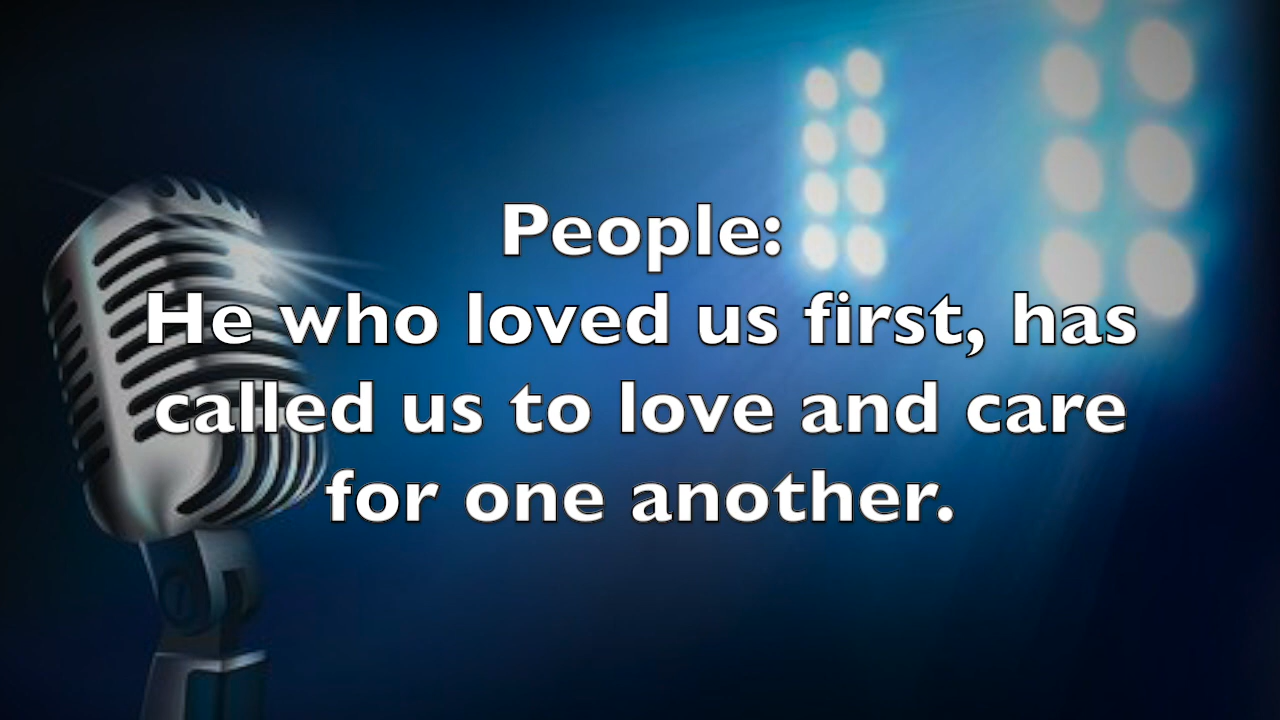 People:
He who loved us first, has
called us to love and care
for one another.